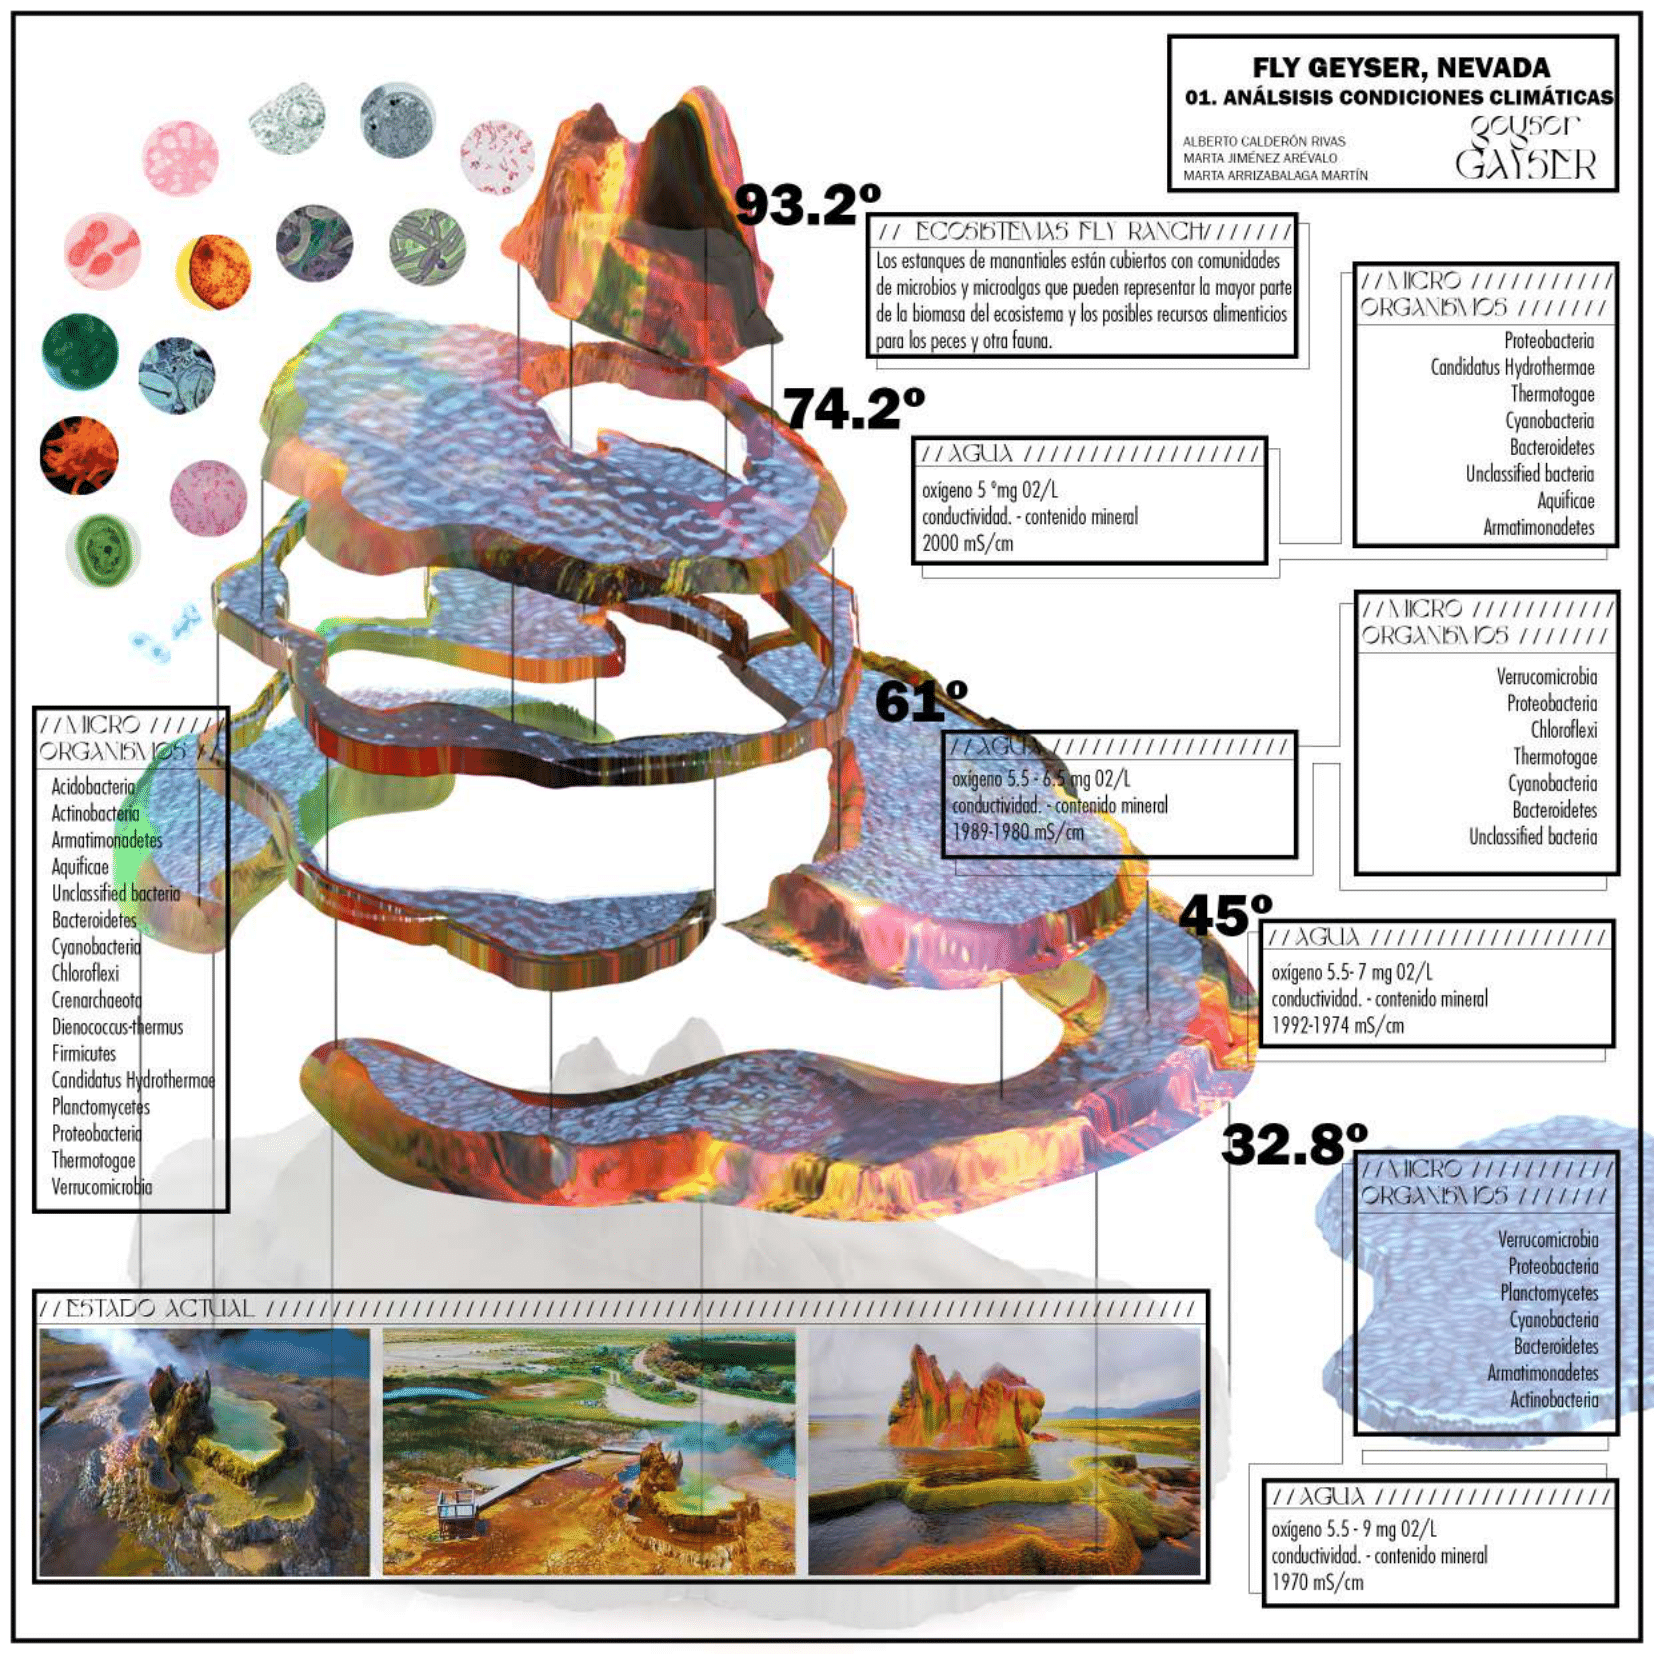 FLY GEYSER, NEVADA
01. ANÁLSISIS CONDICIONES CLIMÁTICAS
ALBERTO CALDERÓN RIVAS
MARTA JIMÉNEZ ARÉVALO
MARTA ARRIZABALAGA MARTÍN
geyser
GAYSER
93.2º
// ECOSISTEMAS FLY RANCH///////
Los estanques de manantiales están cubiertos con comunidades
de microbios y microalgas que pueden representar la mayor parte
de la biomasa del ecosistema y los posibles recursos alimenticios
para los peces y otra fauna.
//MICRO ///////////
ORGANISMOS ///////
Proteobacteria
Candidatus Hydrothermae
Thermotogae
Cyanobacteria
Bacteroidetes
Unclassified bacteria
Aquificae
Armatimonadetes
74.2º
//AGUA //////////////////
oxígeno 5 ºmg 02/L
conductividad. - contenido mineral
2000 mS/cm
//MICRO ///////////
ORGANISMOS ///////
Verrucomicrobia
Proteobacteria
Chloroflexi
Thermotogae
Cyanobacteria
Bacteroidetes
Unclassified bacteria
61º
//AGUA //////////////////
oxígeno 5.5 - 6.5 mg 02/L
conductividad. - contenido mineral
1989-1980 mS/cm
//MICRO //////
ORGANISMOS //
Acidobacteria
Actinobacteria
Armatimonadetes
Aquificae
Unclassified bacteria
Bacteroidetes
Cyanobacteria
Chloroflexi
Crenarchaeota
Dienococcus-thermus
Firmicutes
Candidatus Hydrothermae
Planctomycetes
Proteobacteria
Thermotogae
Verrucomicrobia
45º
//AGUA //////////////////
oxígeno 5.5- 7 mg 02/L
conductividad. - contenido mineral
1992-1974 mS/cm
32.8º
//MICRO ///////////
ORGANISMOS ///////
Verrucomicrobia
Proteobacteria
Planctomycetes
Cyanobacteria
Bacteroidetes
Armatimonadetes
Actinobacteria
//AGUA //////////////////
oxígeno 5.5 - 9 mg 02/L
conductividad. - contenido mineral
1970 mS/cm
//ESTADO ACTUAL ////////////////////////////////////////////////////////////////////////